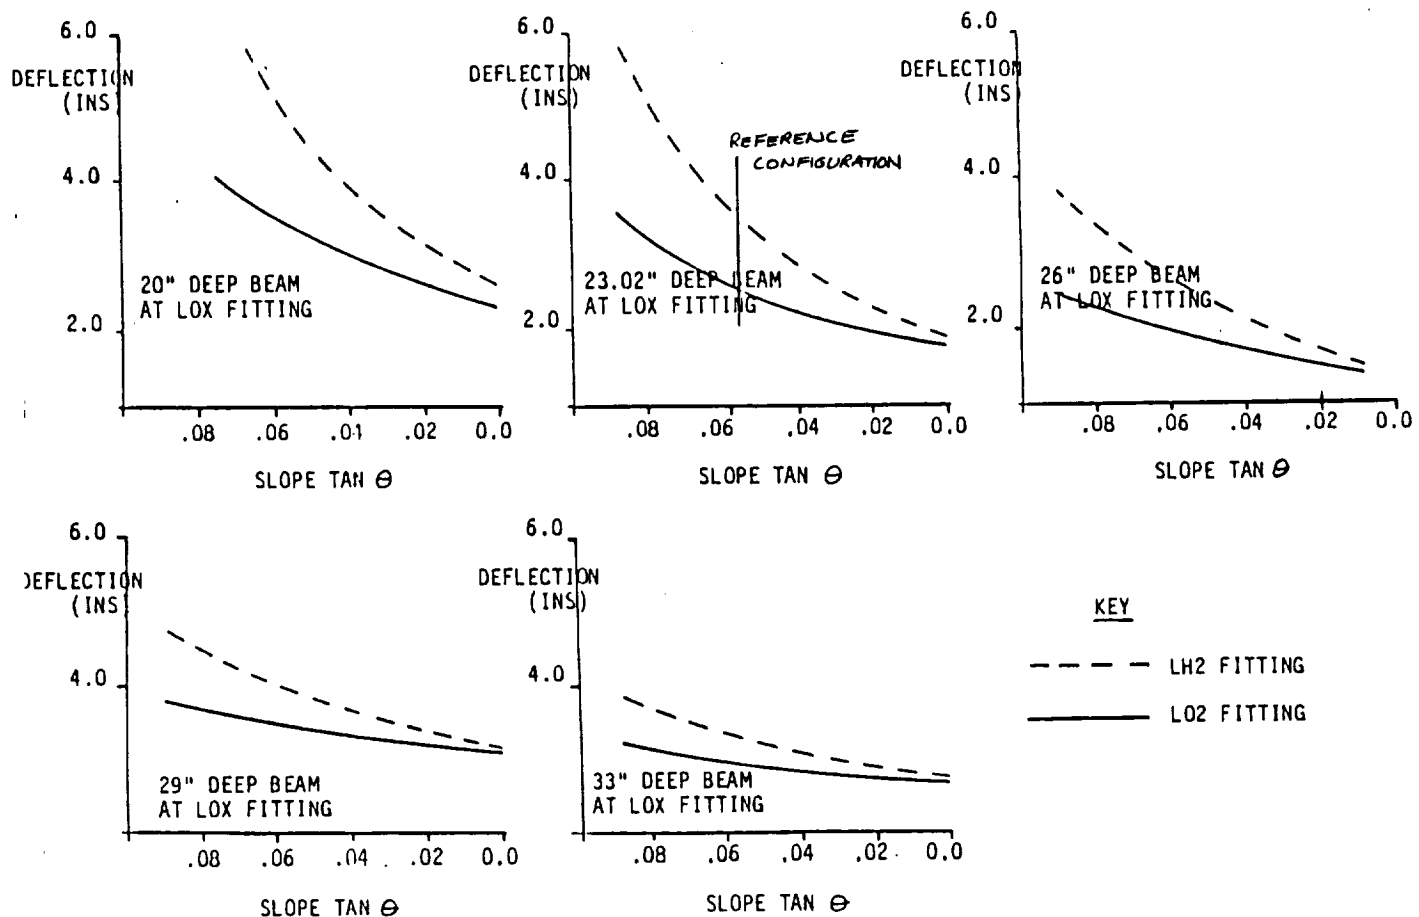 6.0
DEFLECTION
(INS)
4.0
20" DEEP BEAM
AT LOX FITTING
2.0
.08 .06 .04 .02 0.0
SLOPE TAN Θ
6.0
DEFLECTION
(INS)
REFERENCE
CONFIGURATION
4.0
23.02" DEEP BEAM
AT LOX FITTING
2.0
.08 .06 .04 .02 0.0
SLOPE TAN Θ
6.0
DEFLECTION
(INS)
4.0
26" DEEP BEAM
AT LOX FITTING
2.0
.08 .06 .04 .02 0.0
SLOPE TAN Θ
6.0
DEFLECTION
(INS
4.0
29" DEEP BEAM
AT LOX FITTING
.08 .06 .04 .02 0.0
SLOPE TAN Θ
6.0
DEFLECTION
(INS)
4.0
33" DEEP BEAM
AT LOX FITTING
.08 .06 .04 .02 0.0
SLOPE TAN Θ
KEY
LH2 FITTING
LO2 FITTING